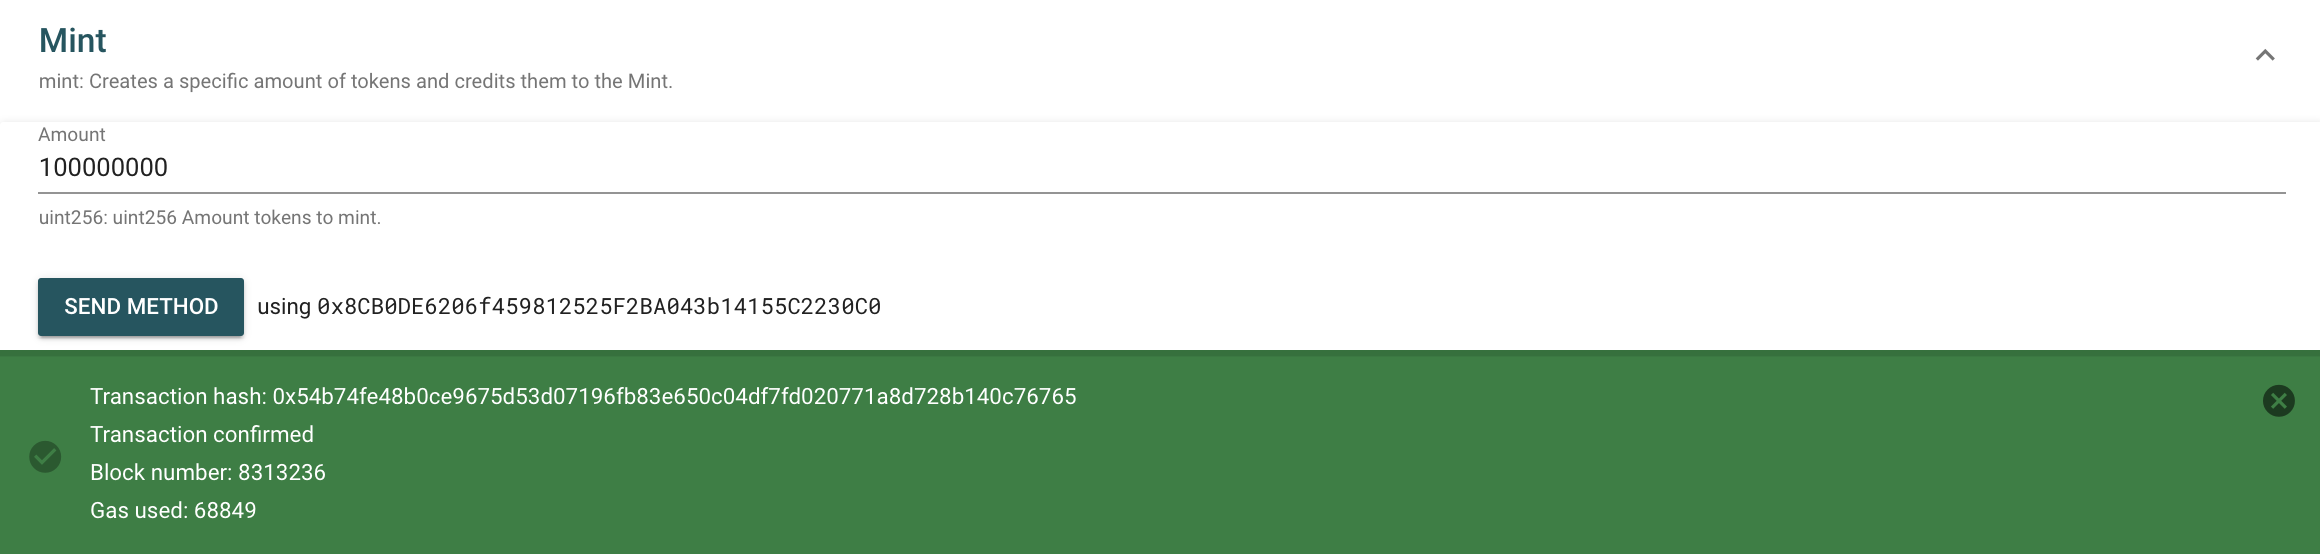 Mint
mint: Creates a specific amount of tokens and credits them to the Mint.
Amount
100000000
uint256: uint256 Amount tokens to mint.
SEND METHOD using 0x8CB0DE6206f459812525F2BA043b14155C2230C0
Transaction hash: 0x54b74fe48b0ce9675d53d07196fb83e650c04df7fd020771a8d728b140c76765
Transaction confirmed
Block number: 8313236
Gas used: 68849